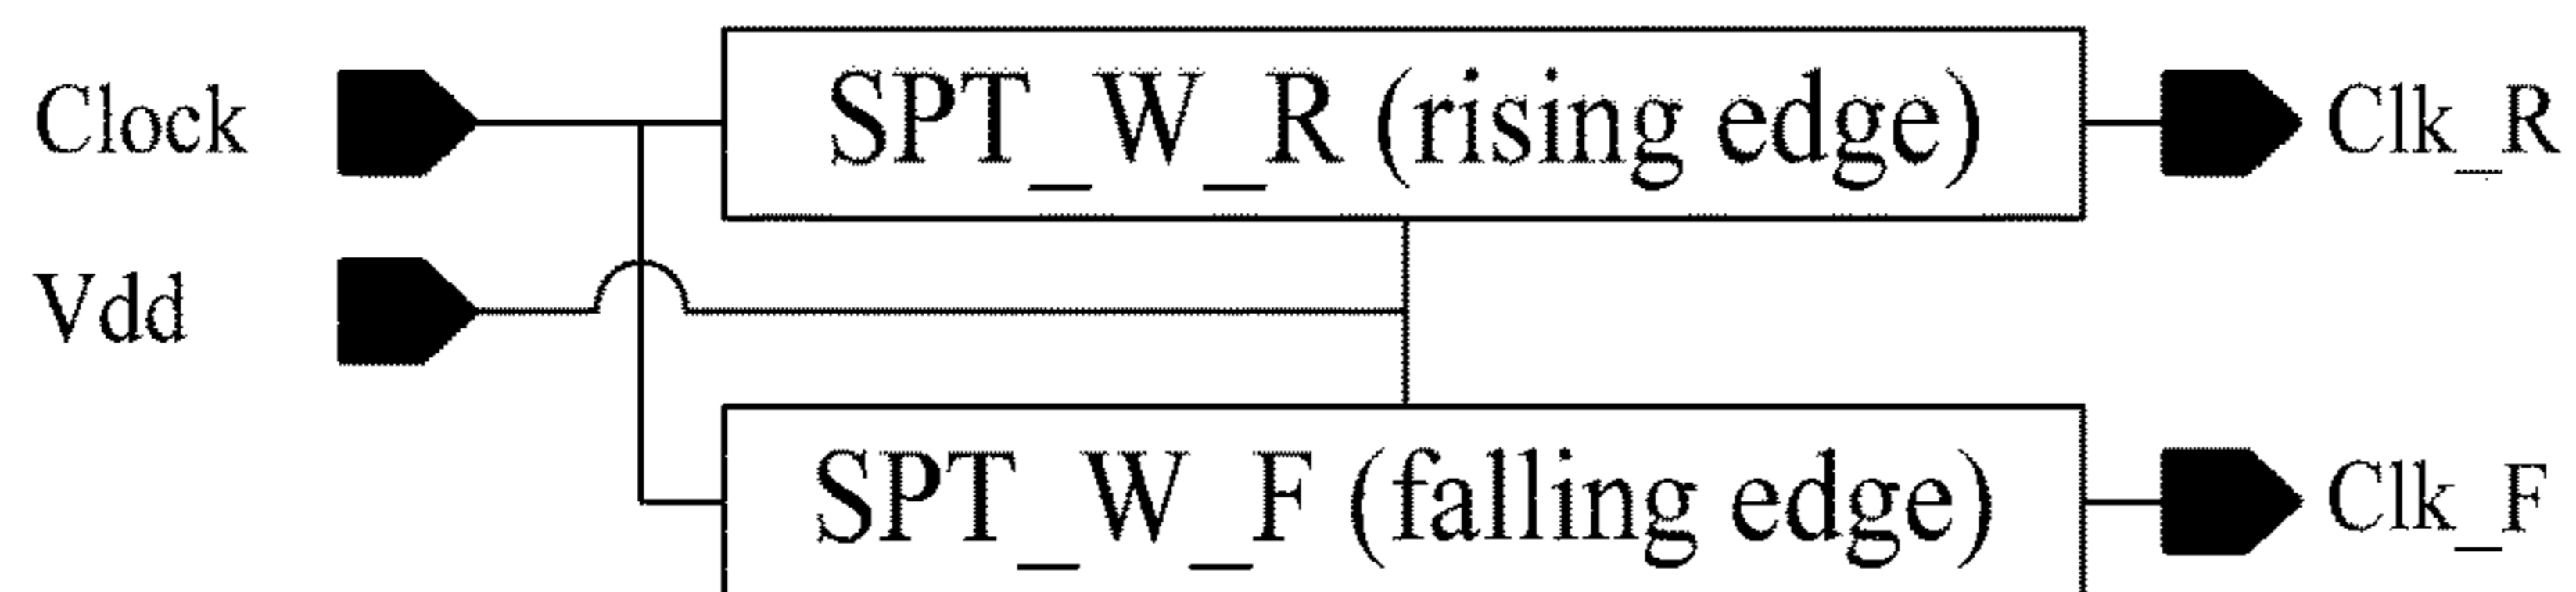 Clock
SPT_W_R (rising edge)
Clk_R
Vdd
SPT_W_F (falling edge)
Clk_F